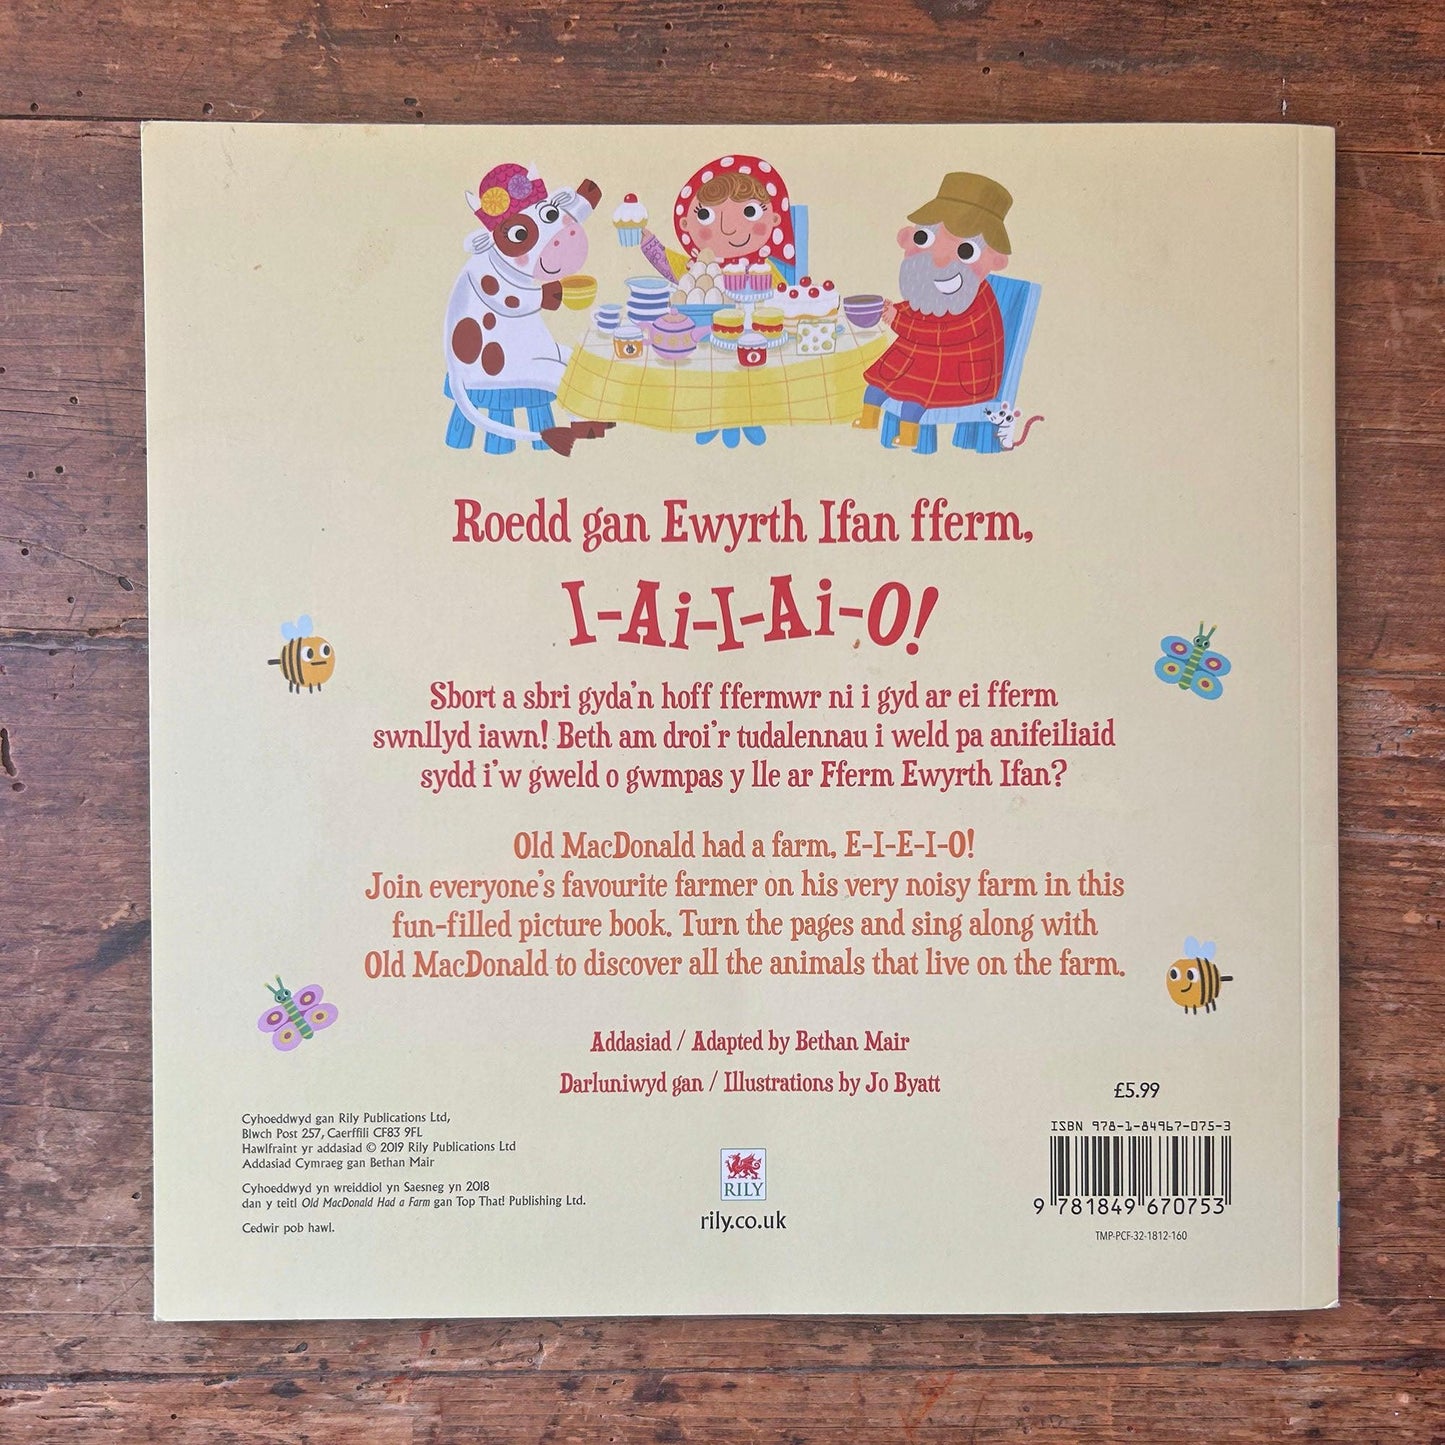 Roedd gan Ewyrth Ifan fferm,
I-Ai-I-Ai-O!
Sbort a sbri gyda'n hoff ffermwr ni i gyd ar ei fferm
swnllyd iawn! Beth am droi'r tudalennau i weld pa anifeiliaid
sydd i'w gweld o gwmpas y lle ar Fferm Ewyrth Ifan?
Old MacDonald had a farm, E-I-E-I-O!
Join everyone's favourite farmer on his very noisy farm in this
fun-filled picture book. Turn the pages and sing along with
Old MacDonald to discover all the animals that live on the farm.
Addasiad / Adapted by Bethan Mair
Darluniwyd gan / Illustrations by Jo Byatt
Cyhoeddwyd gan Rily Publications Ltd,
Blwch Post 257, Caerffili CF83 9FL
Hawlfraint yr addasiad © 2019 Rily Publications Ltd
Addasiad Cymraeg gan Bethan Mair
Cyhoeddwyd yn wreiddiol yn Saesneg yn 2018
dan y teitl Old MacDonald Had a Farm gan Top That! Publishing Ltd.
Cedwir pob hawl.
RILY
rily.co.uk
£5.99
ISBN 978-1-84967-075-3
9 781849 670753
TMP-PCF-32-1812-160